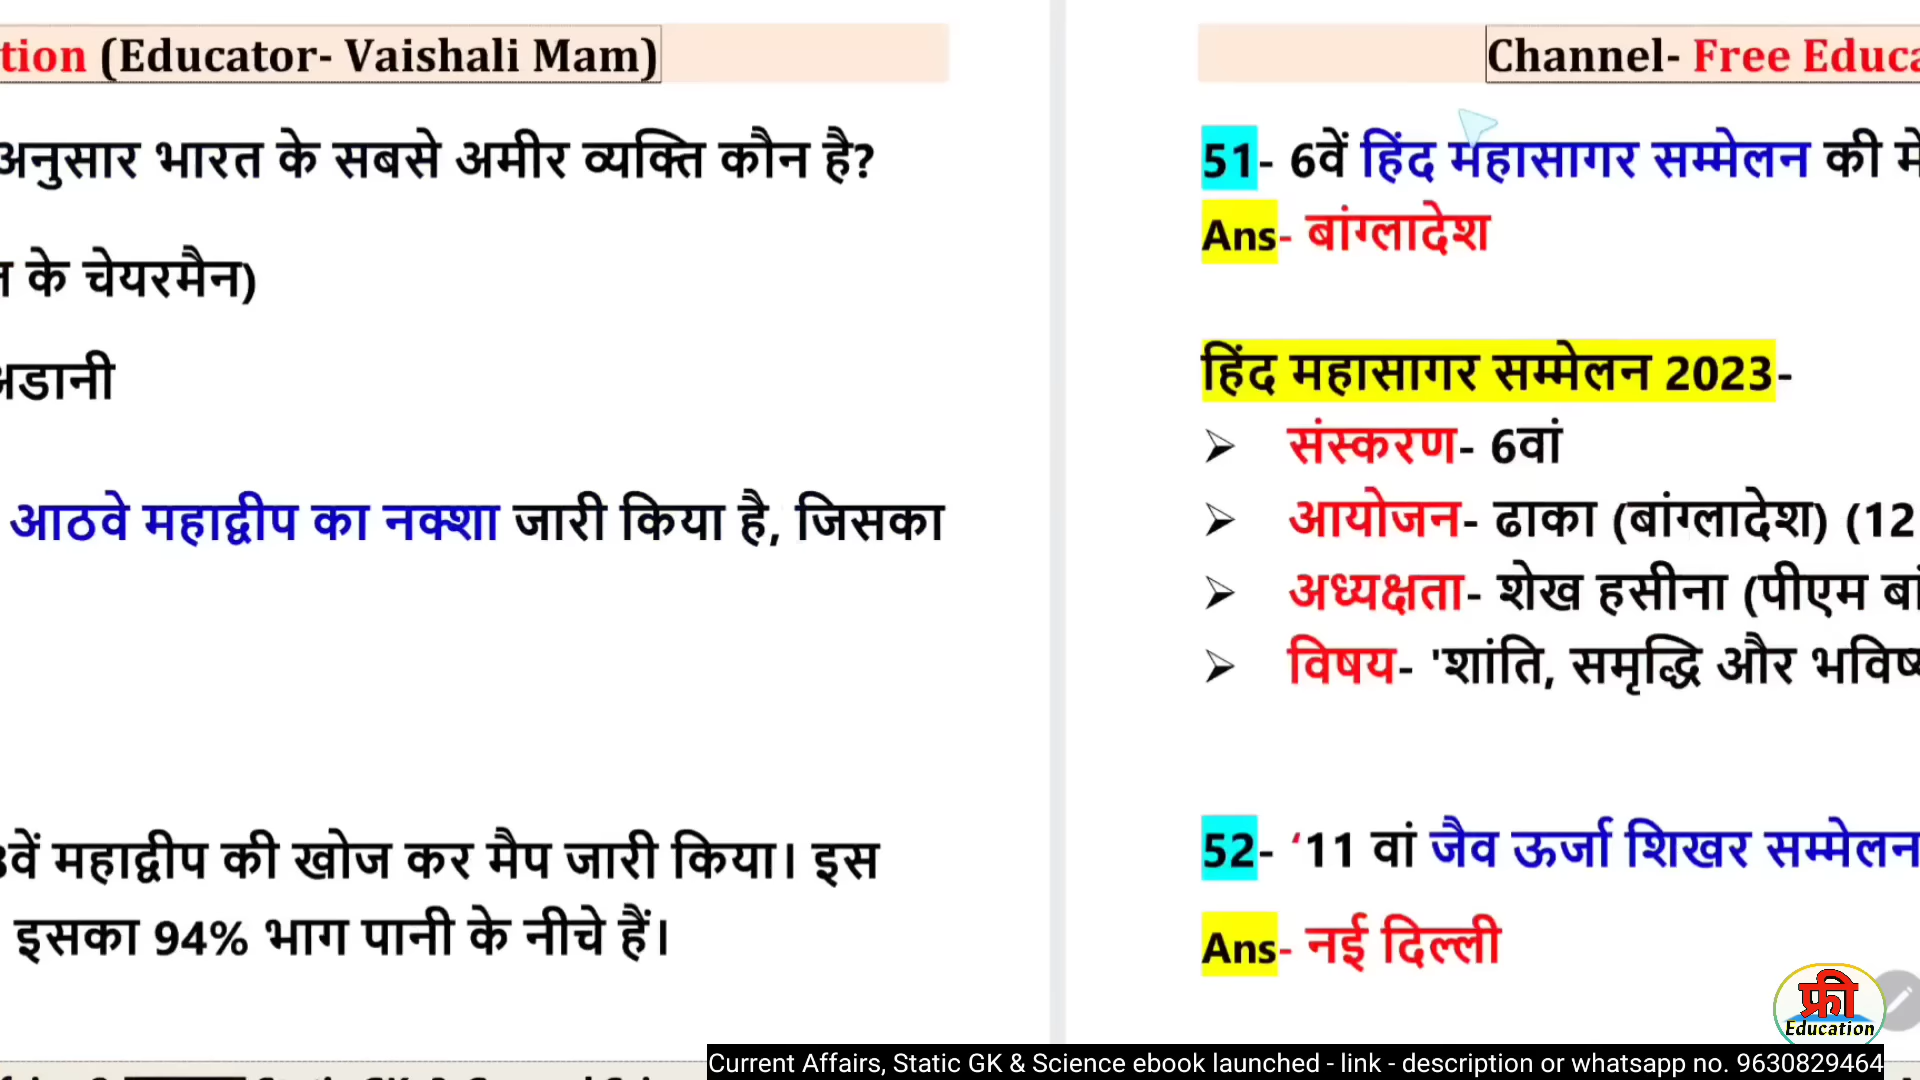 tion (Educator- Vaishali Mam)
अनुसार भारत के सबसे अमीर व्यक्ति कौन है?
के चेयरमैन)
अडानी
आठवे महाद्वीप का नक्शा जारी किया है, जिसका
8वें महाद्वीप की खोज कर मैप जारी किया। इस
इसका 94% भाग पानी के नीचे हैं।
Channel- Free Educa
51- 6वें हिंद महासागर सम्मेलन की
Ans- बांग्लादेश
हिंद महासागर सम्मेलन 2023-
➢ संस्करण- 6वां
➢ आयोजन- ढाका (बांग्लादेश) (12
➢ अध्यक्षता- शेख हसीना (पीएम बां
➢ विषय- 'शांति, समृद्धि और भविष्
52- ‘11 वां जैव ऊर्जा शिखर सम्मेलन
Ans- नई दिल्ली
फ्री
Education
Current Affairs, Static GK & Science ebook launched - link - description or whatsapp no. 9630829464